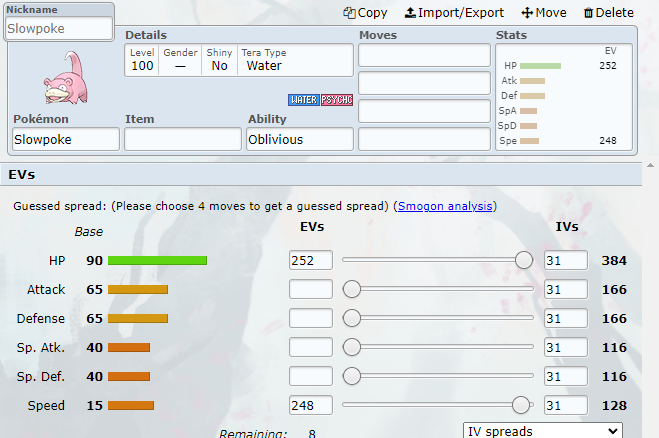 Nickname
Slowpoke
Copy Import/Export Move Delete
Details
Level Gender Shiny Tera Type
100 — No Water
Moves
Stats
EV
HP 252
Atk
Def
SpA
SpD
Spe 248
WATER PSYCHC
Pokémon Item Ability
Slowpoke Oblivious
EVs
Guessed spread: (Please choose 4 moves to get a guessed spread) (Smogon analysis)
Base EVs IVs
HP 90 252 31 384
Attack 65 31 166
Defense 65 31 166
Sp. Atk. 40 31 116
Sp. Def. 40 31 116
Speed 15 248 31 128
Remaining: 8 IV spreads